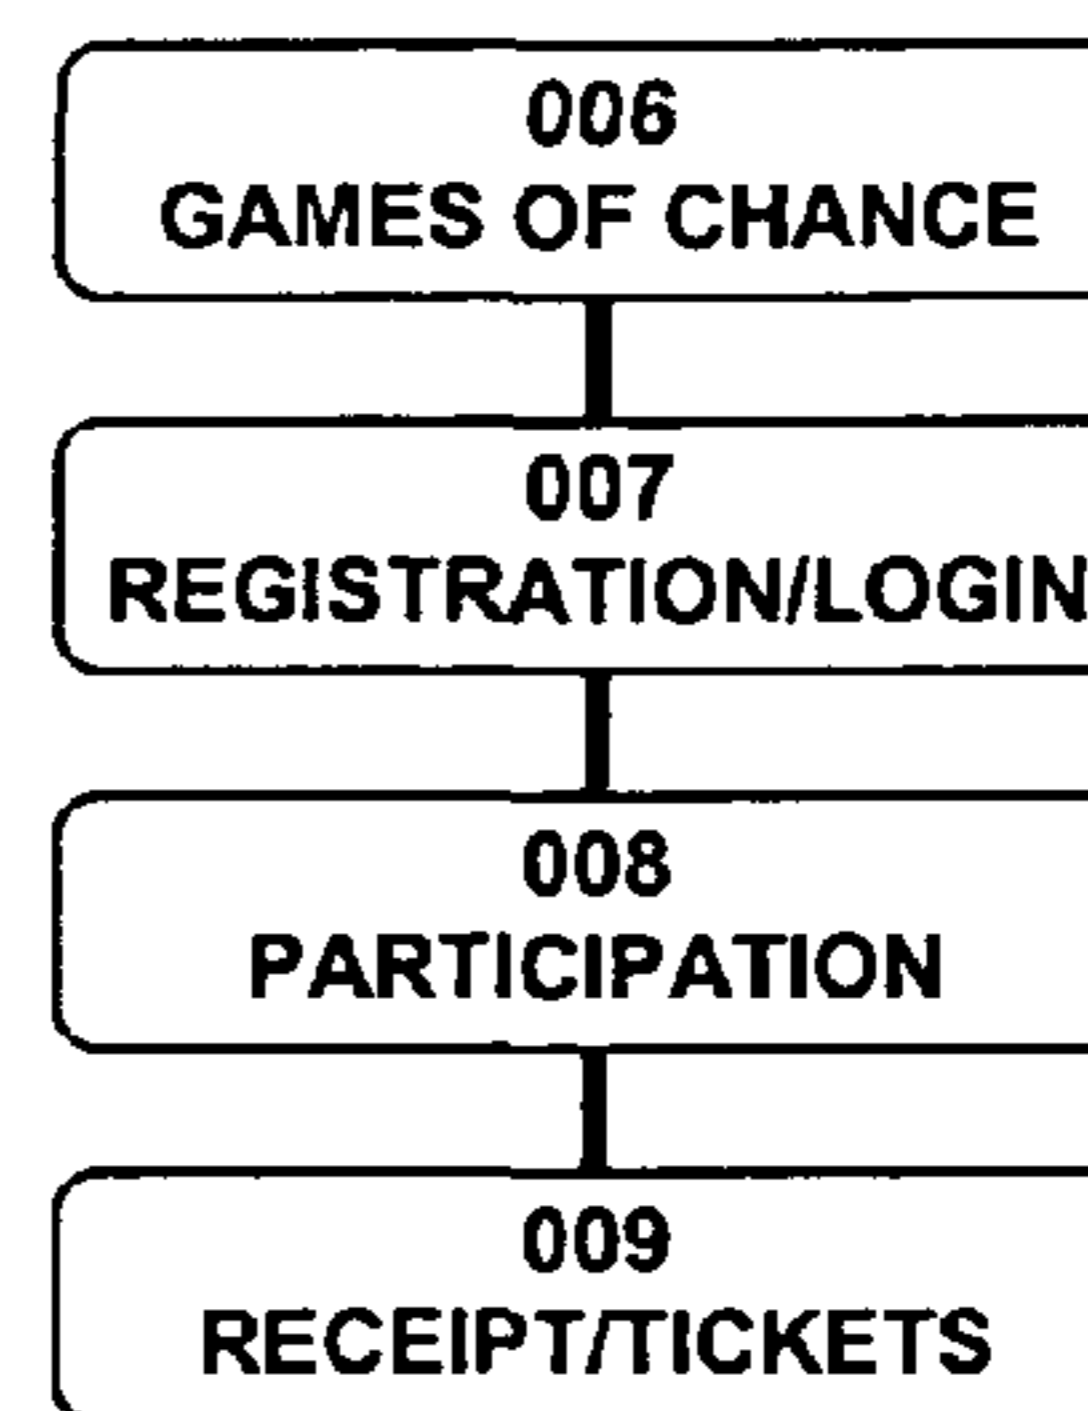 006
GAMES OF CHANCE
007
REGISTRATION/LOGIN
008
PARTICIPATION
009
RECEIPT/TICKETS